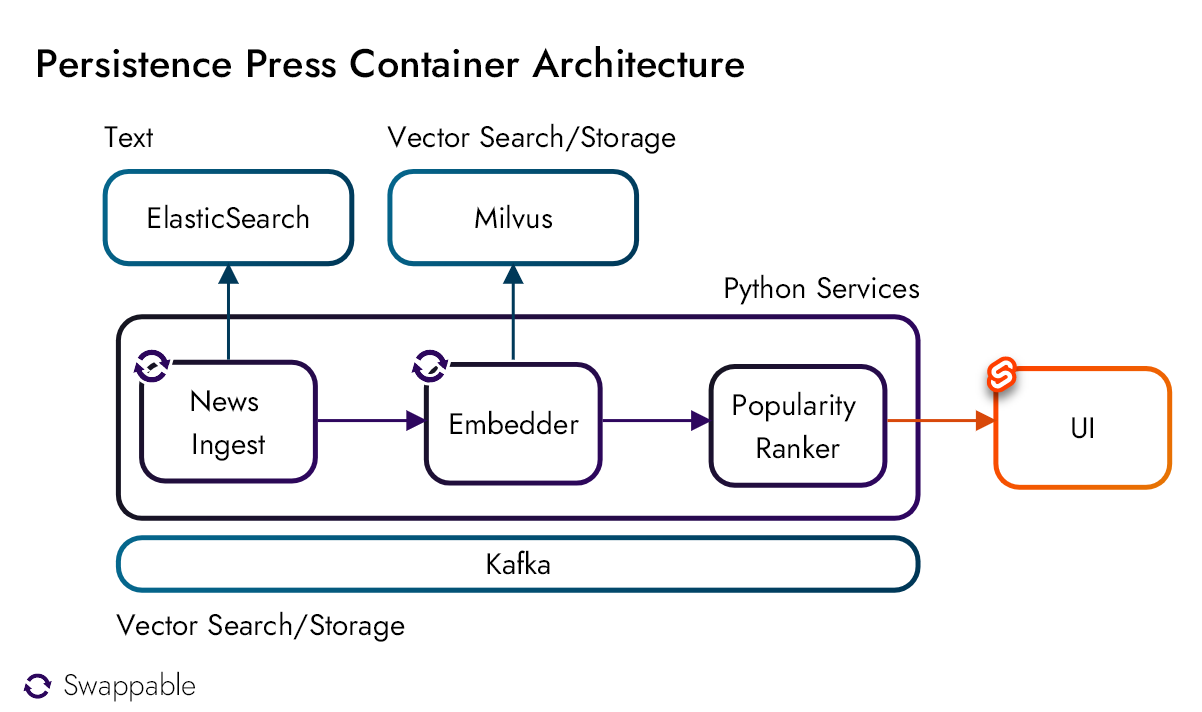 Persistence Press Container Architecture
Text
Vector Search/Storage
ElasticSearch
Milvus
Python Services
News
Ingest
Embedder
Popularity
Ranker
UI
Kafka
Vector Search/Storage
Swappable